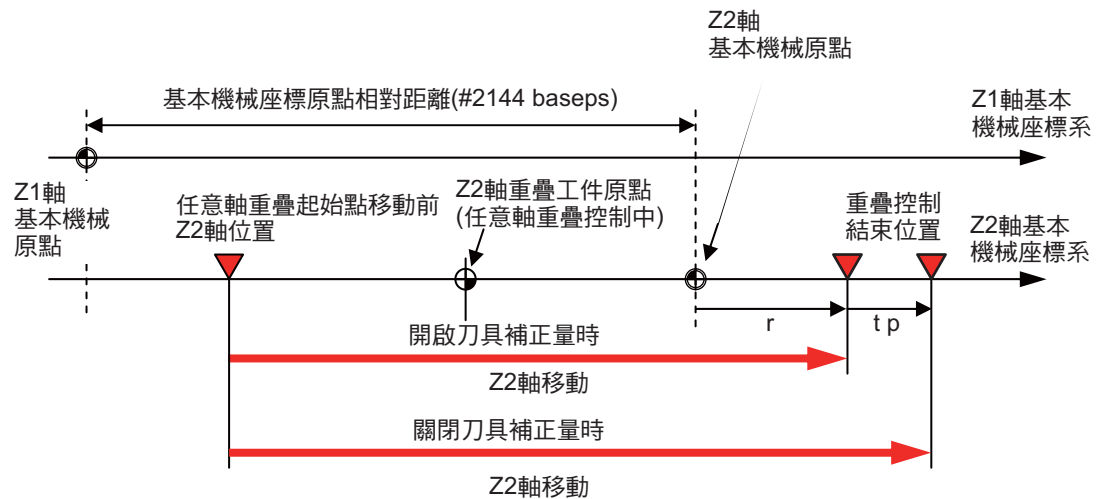 Z2軸
基本機械原點
基本機械座標原點相對距離(#2144 baseps)
Z1軸基本
機械座標系
Z1軸
基本機械
原點
任意軸重疊起始點移動前
Z2軸位置
Z2軸重疊工件原點
(任意軸重疊控制中)
重疊控制
結束位置
Z2軸基本
機械座標系
r
t p
開啟刀具補正量時
Z2軸移動
關閉刀具補正量時
Z2軸移動